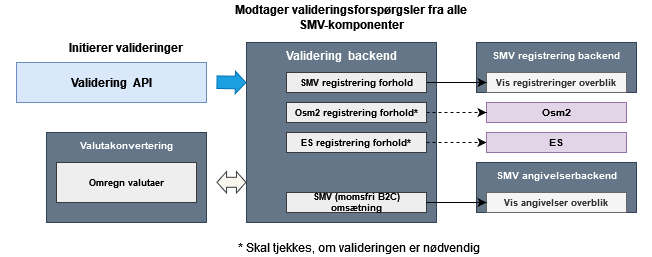 Modtager valideringsforspørgsler fra alle
SMV-komponenter
Initierer valideringer
Validering API
Validering backend
SMV registrering forhold
Osm2 registrering forhold*
ES registrering forhold*
SMV (momsfri B2C)
omsætning
SMV registrering backend
Vis registreringer overblik
Osm2
ES
SMV angivelserbackend
Vis angivelser overblik
Valutakonvertering
Omregn valutaer
* Skal tjekkes, om valideringen er nødvendig